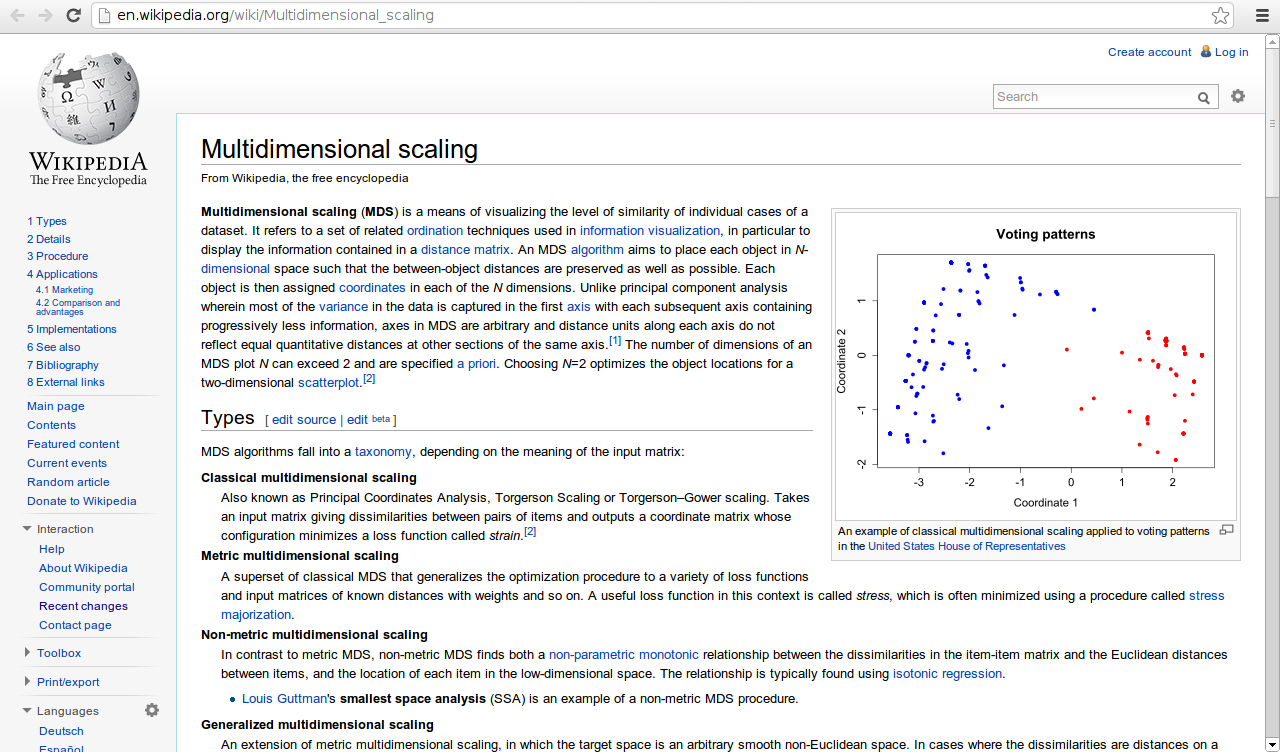 en.wikipedia.org/wiki/Multidimensional_scaling
Create account Log in
Search
WIKIPEDIA
The Free Encyclopedia
1 Types
2 Details
3 Procedure
4 Applications
4.1 Marketing
4.2 Comparison and
advantages
5 Implementations
6 See also
7 Bibliography
8 External links
Main page
Contents
Featured content
Current events
Random article
Donate to Wikipedia
Interaction
Help
About Wikipedia
Community portal
Recent changes
Contact page
Toolbox
Print/export
Languages
Deutsch
Español
Multidimensional scaling
From Wikipedia, the free encyclopedia
Multidimensional scaling (MDS) is a means of visualizing the level of similarity of individual cases of a
dataset. It refers to a set of related ordination techniques used in information visualization, in particular to
display the information contained in a distance matrix. An MDS algorithm aims to place each object in N-
dimensional space such that the between-object distances are preserved as well as possible. Each
object is then assigned coordinates in each of the N dimensions. Unlike principal component analysis
wherein most of the variance in the data is captured in the first axis with each subsequent axis containing
progressively less information, axes in MDS are arbitrary and distance units along each axis do not
reflect equal quantitative distances at other sections of the same axis.[1] The number of dimensions of an
MDS plot N can exceed 2 and are specified a priori. Choosing N=2 optimizes the object locations for a
two-dimensional scatterplot.[2]
Voting patterns
Coordinate 2
1
0
-1
-2
-3 -2 -1 0 1 2
Coordinate 1
An example of classical multidimensional scaling applied to voting patterns
in the United States House of Representatives
Types [ edit source | edit beta ]
MDS algorithms fall into a taxonomy, depending on the meaning of the input matrix:
Classical multidimensional scaling
Also known as Principal Coordinates Analysis, Torgerson Scaling or Torgerson–Gower scaling. Takes
an input matrix giving dissimilarities between pairs of items and outputs a coordinate matrix whose
configuration minimizes a loss function called strain.[2]
Metric multidimensional scaling
A superset of classical MDS that generalizes the optimization procedure to a variety of loss functions
and input matrices of known distances with weights and so on. A useful loss function in this context is called stress, which is often minimized using a procedure called stress
majorization.
Non-metric multidimensional scaling
In contrast to metric MDS, non-metric MDS finds both a non-parametric monotonic relationship between the dissimilarities in the item-item matrix and the Euclidean distances
between items, and the location of each item in the low-dimensional space. The relationship is typically found using isotonic regression.
• Louis Guttman's smallest space analysis (SSA) is an example of a non-metric MDS procedure.
Generalized multidimensional scaling
An extension of metric multidimensional scaling, in which the target space is an arbitrary smooth non-Euclidean space. In cases where the dissimilarities are distances on a